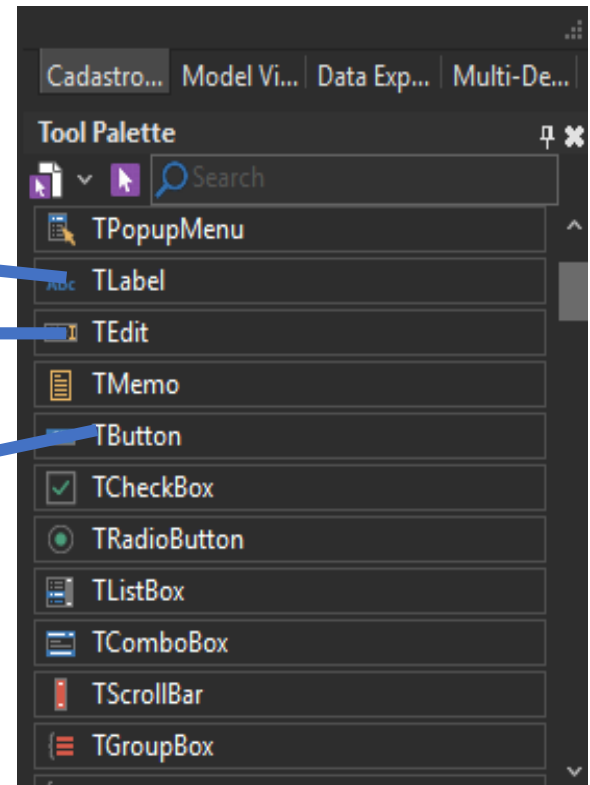 Cadastro... Model Vi... Data Exp... Multi-De...
Tool Palette
Search
TPopupMenu
Abc TLabel
TEdit
TMemo
TButton
TCheckBox
TRadioButton
TListBox
TComboBox
TScrollBar
TGroupBox